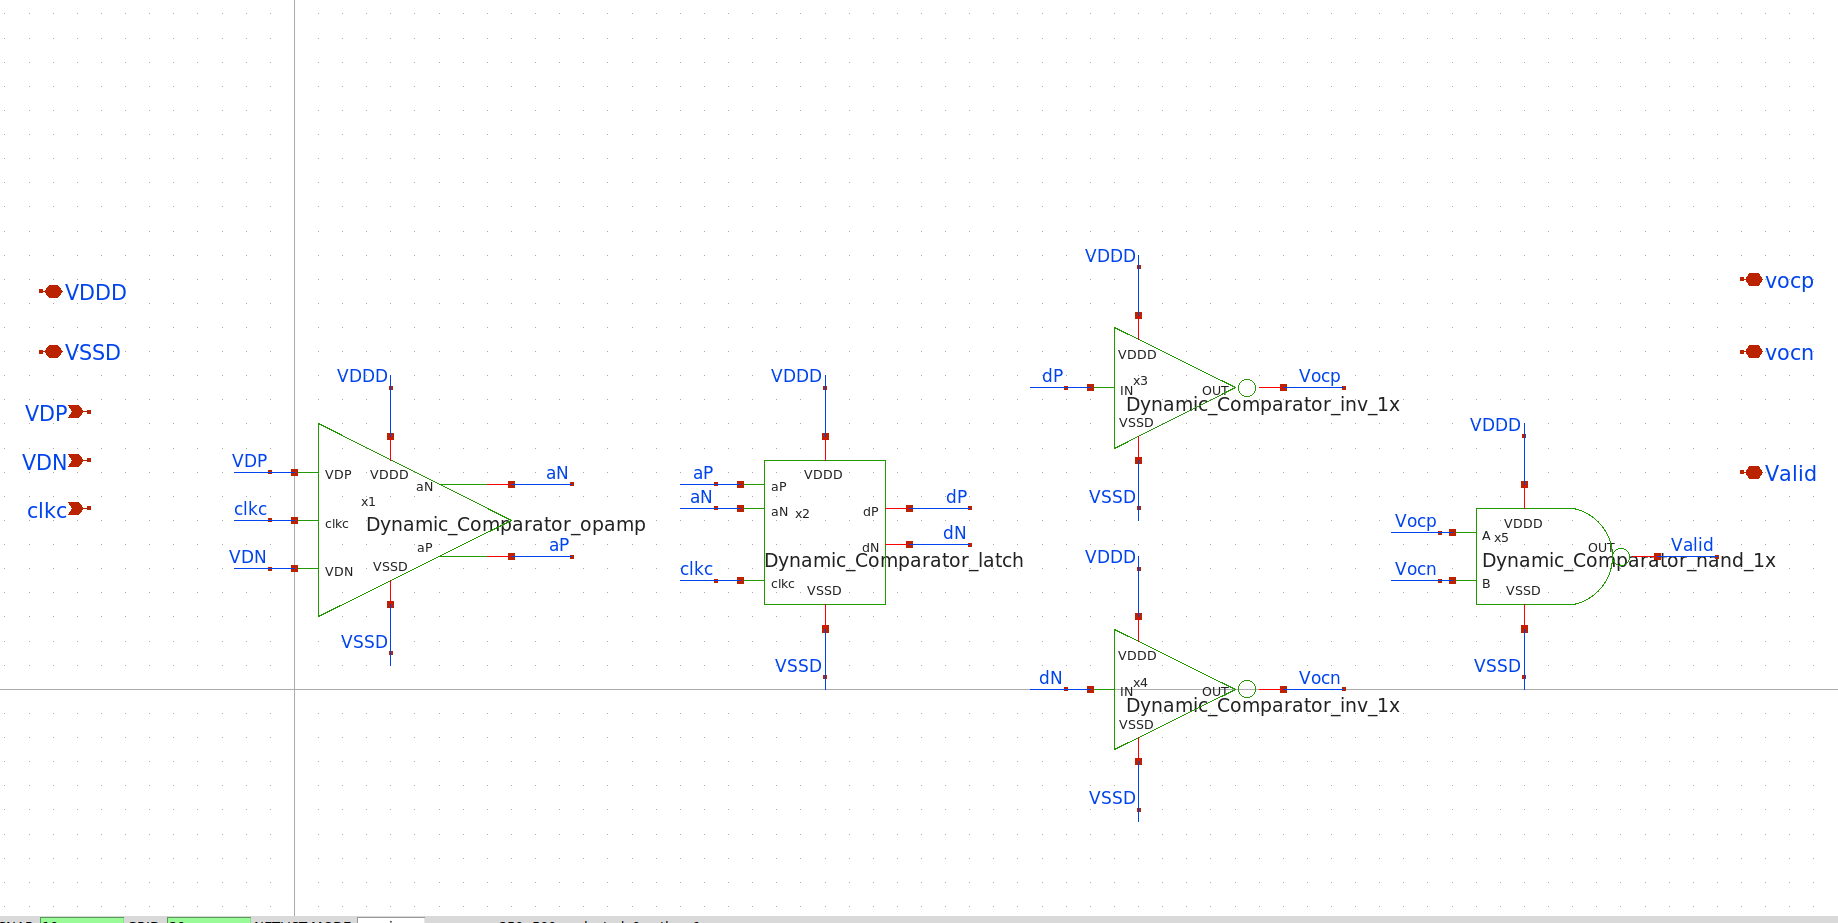 VDDD
VSSD
VDP
VDN
clkc
VDP
clkc
VDN
VDDD
VDP
VDDD
aN
x1
clkc
Dynamic_Comparator_opamp
aP
VSSD
VDN
VSSD
aN
aP
aP
aN
clkc
VDDD
VDDD
aP
aN
x2
dP
dN
Dynamic_Comparator_latch
clkc
VSSD
VSSD
dP
dN
VDDD
dP
VDDD
x3
IN
OUT
Dynamic_Comparator_inv_1x
VSSD
VSSD
Vocp
VDDD
dN
VDDD
x4
IN
OUT
Dynamic_Comparator_inv_1x
VSSD
VSSD
Vocn
VDDD
Vocp
Vocn
VDDD
A
x5
OUT
Dynamic_Comparator_nand_1x
B
VSSD
VSSD
Valid
vocp
vocn
Valid